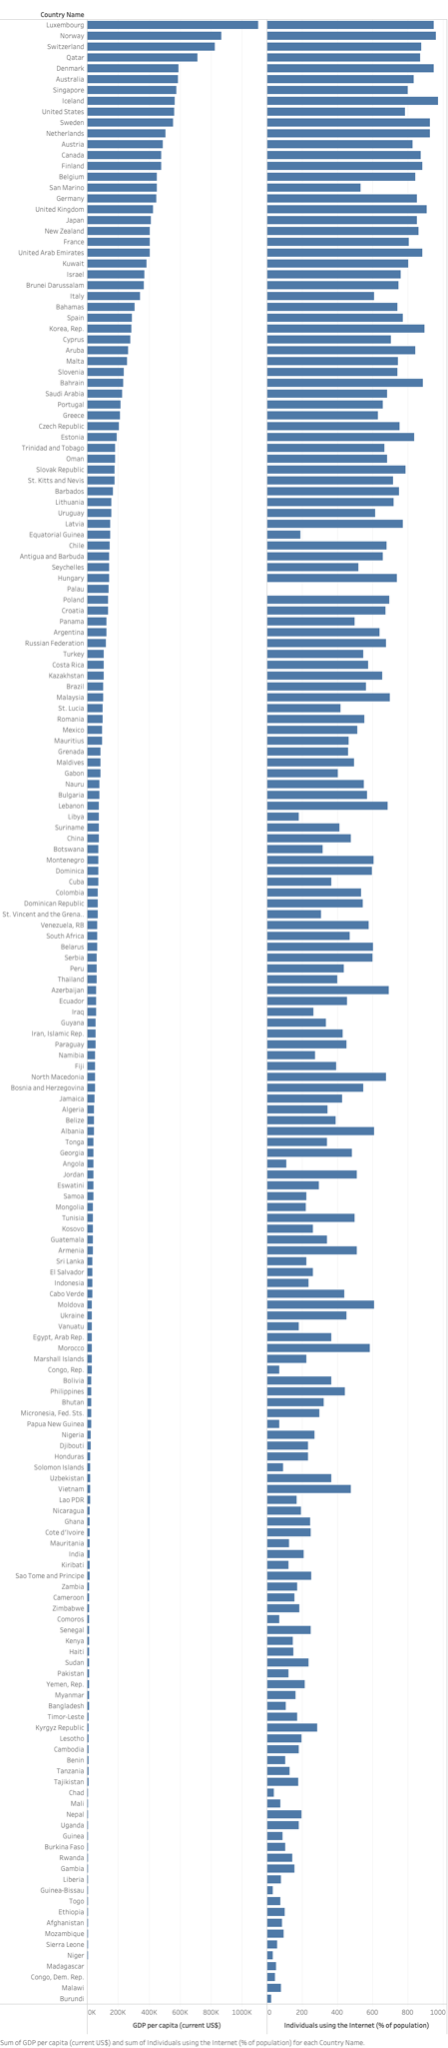 Country Name
Luxembourg
Norway
Switzerland
Qatar
Denmark
Australia
Singapore
Iceland
United States
Sweden
Netherlands
Austria
Canada
Finland
Belgium
San Marino
Germany
United Kingdom
Japan
New Zealand
France
United Arab Emirates
Kuwait
Israel
Brunei Darussalam
Italy
Bahamas
Spain
Korea, Rep.
Cyprus
Aruba
Malta
Slovenia
Bahrain
Saudi Arabia
Portugal
Greece
Czech Republic
Estonia
Trinidad and Tobago
Oman
Slovak Republic
St. Kitts and Nevis
Barbados
Lithuania
Uruguay
Latvia
Equatorial Guinea
Chile
Antigua and Barbuda
Seychelles
Hungary
Palau
Poland
Croatia
Panama
Argentina
Russian Federation
Turkey
Costa Rica
Kazakhstan
Brazil
Malaysia
St. Lucia
Romania
Mexico
Mauritius
Grenada
Maldives
Gabon
Nauru
Bulgaria
Lebanon
Libya
Suriname
China
Botswana
Montenegro
Dominica
Cuba
Colombia
Dominican Republic
St. Vincent and the Grena..
Venezuela, RB
South Africa
Belarus
Serbia
Peru
Thailand
Azerbaijan
Ecuador
Iraq
Guyana
Iran, Islamic Rep.
Paraguay
Namibia
Fiji
North Macedonia
Bosnia and Herzegovina
Jamaica
Algeria
Belize
Albania
Tonga
Georgia
Angola
Jordan
Eswatini
Samoa
Mongolia
Tunisia
Kosovo
Guatemala
Armenia
Sri Lanka
El Salvador
Indonesia
Cabo Verde
Moldova
Ukraine
Vanuatu
Egypt, Arab Rep.
Morocco
Marshall Islands
Congo, Rep.
Bolivia
Philippines
Bhutan
Micronesia, Fed. Sts.
Papua New Guinea
Nigeria
Djibouti
Honduras
Solomon Islands
Uzbekistan
Vietnam
Lao PDR
Nicaragua
Ghana
Cote d'Ivoire
Mauritania
India
Kiribati
Sao Tome and Principe
Zambia
Cameroon
Zimbabwe
Comoros
Senegal
Kenya
Haiti
Sudan
Pakistan
Yemen, Rep.
Myanmar
Bangladesh
Timor-Leste
Kyrgyz Republic
Lesotho
Cambodia
Benin
Tanzania
Tajikistan
Chad
Mali
Nepal
Uganda
Guinea
Burkina Faso
Rwanda
Gambia
Liberia
Guinea-Bissau
Togo
Ethiopia
Afghanistan
Mozambique
Sierra Leone
Niger
Madagascar
Congo, Dem. Rep.
Malawi
Burundi
0K 200K 400K 600K 800K 1000K 0 200 400 600 800 1000
GDP per capita (current US$) Individuals using the Internet (% of population)
Sum of GDP per capita (current US$) and sum of Individuals using the Internet (% of population) for each Country Name.